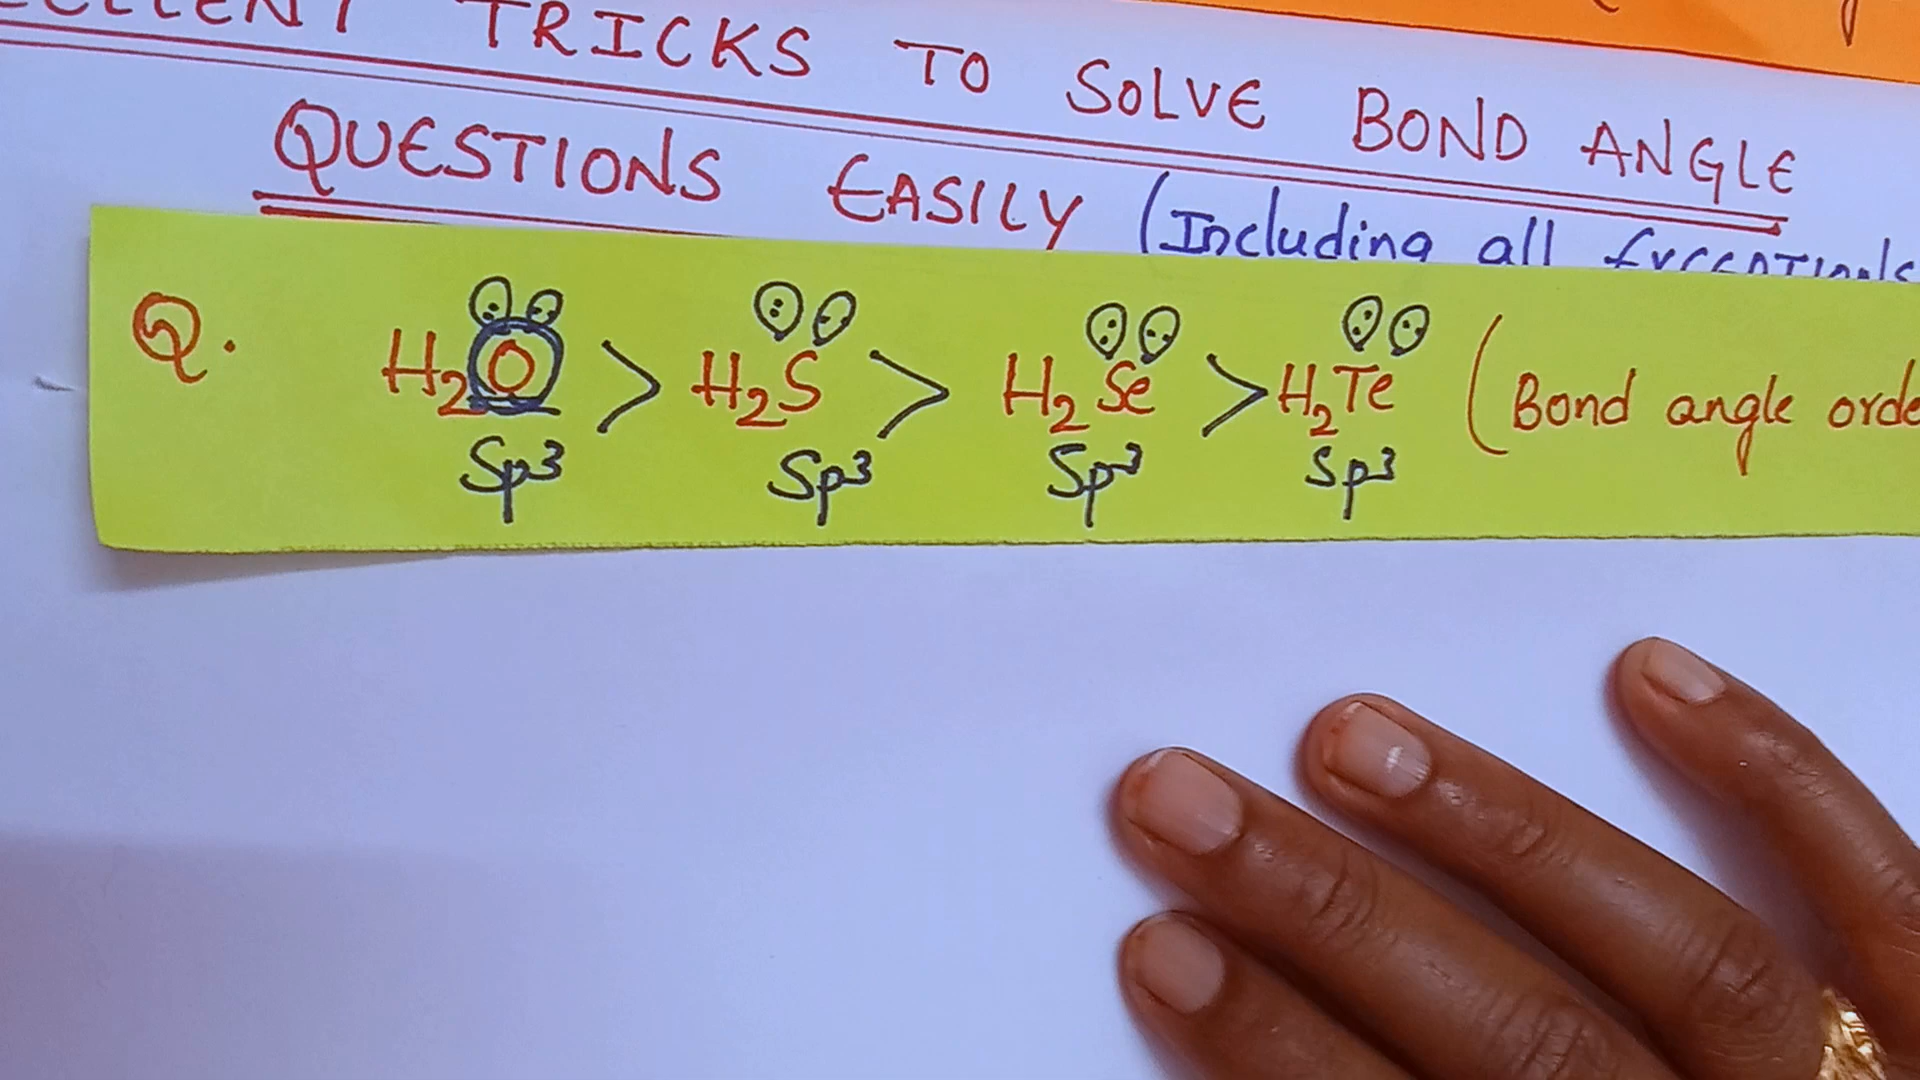 TRICKS TO SOLVE BOND ANGLE
QUESTIONS EASILY (Including all
Q. H₂O > H₂S > H₂Se > H₂Te (Bond angle orde
Sp³ Sp³ Sp³ Sp³